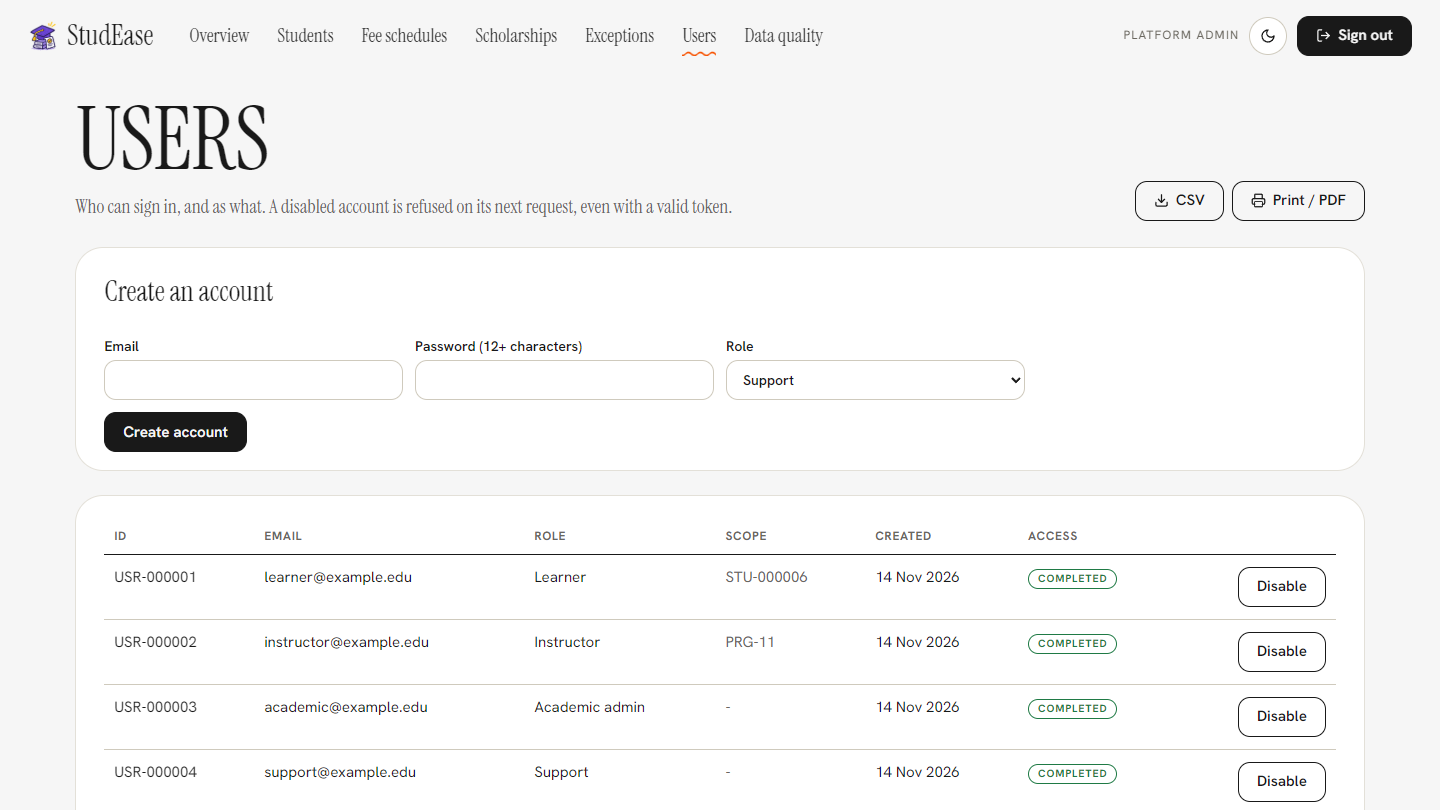 StudEase Overview Students Fee schedules Scholarships Exceptions Users Data quality PLATFORM ADMIN Sign out
USERS
Who can sign in, and as what. A disabled account is refused on its next request, even with a valid token.
CSV Print / PDF
Create an account
Email Password (12+ characters) Role
Support
Create account
ID EMAIL ROLE SCOPE CREATED ACCESS
USR-000001 learner@example.edu Learner STU-000006 14 Nov 2026 COMPLETED Disable
USR-000002 instructor@example.edu Instructor PRG-11 14 Nov 2026 COMPLETED Disable
USR-000003 academic@example.edu Academic admin - 14 Nov 2026 COMPLETED Disable
USR-000004 support@example.edu Support - 14 Nov 2026 COMPLETED Disable